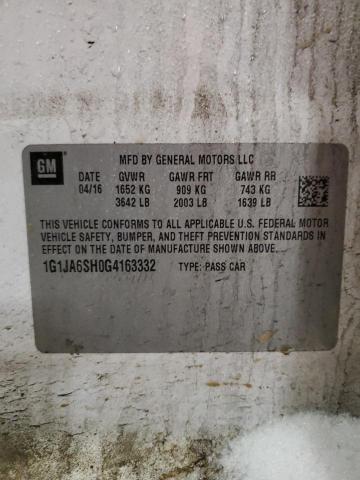 GM
MFD BY GENERAL MOTORS LLC
DATE GVWR GAWR FRT GAWR RR
04/16 1652 KG 909 KG 743 KG
3642 LB 2003 LB 1639 LB
THIS VEHICLE CONFORMS TO ALL APPLICABLE U.S. FEDERAL MOTOR
VEHICLE SAFETY, BUMPER, AND THEFT PREVENTION STANDARDS IN
EFFECT ON THE DATE OF MANUFACTURE SHOWN ABOVE.
1G1JA6SH0G4163332 TYPE: PASS CAR